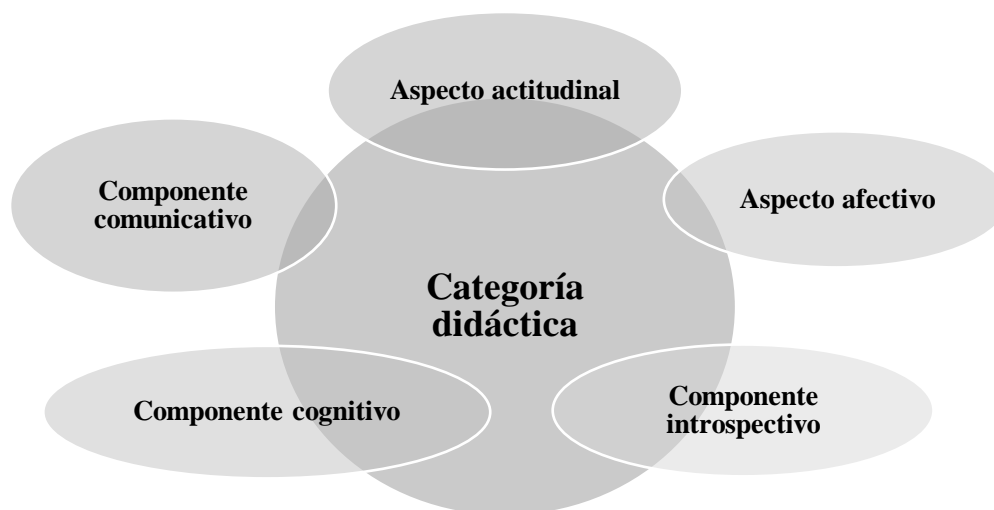 Aspecto actitudinal
Componente
comunicativo
Aspecto afectivo
Categoría
didáctica
Componente cognitivo
Componente
introspectivo